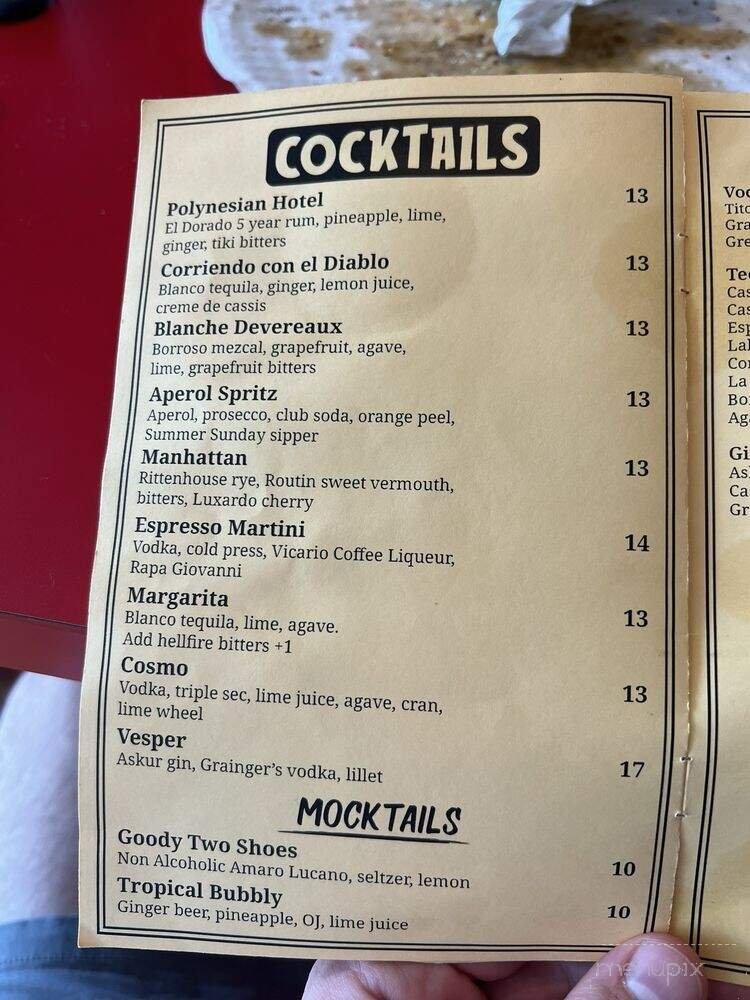 COCKTAILS
Polynesian Hotel 13
El Dorado 5 year rum, pineapple, lime,
ginger, tiki bitters
Corriendo con el Diablo 13
Blanco tequila, ginger, lemon juice,
creme de cassis
Blanche Devereaux 13
Borroso mezcal, grapefruit, agave,
lime, grapefruit bitters
Aperol Spritz 13
Aperol, prosecco, club soda, orange peel,
Summer Sunday sipper
Manhattan 13
Rittenhouse rye, Routin sweet vermouth,
bitters, Luxardo cherry
Espresso Martini 14
Vodka, cold press, Vicario Coffee Liqueur,
Rapa Giovanni
Margarita 13
Blanco tequila, lime, agave.
Add hellfire bitters +1
Cosmo 13
Vodka, triple sec, lime juice, agave, cran,
lime wheel
Vesper 17
Askur gin, Grainger's vodka, lillet
MOCKTAILS
Goody Two Shoes 10
Non Alcoholic Amaro Lucano, seltzer, lemon
Tropical Bubbly 10
Ginger beer, pineapple, OJ, lime juice
La
menupix